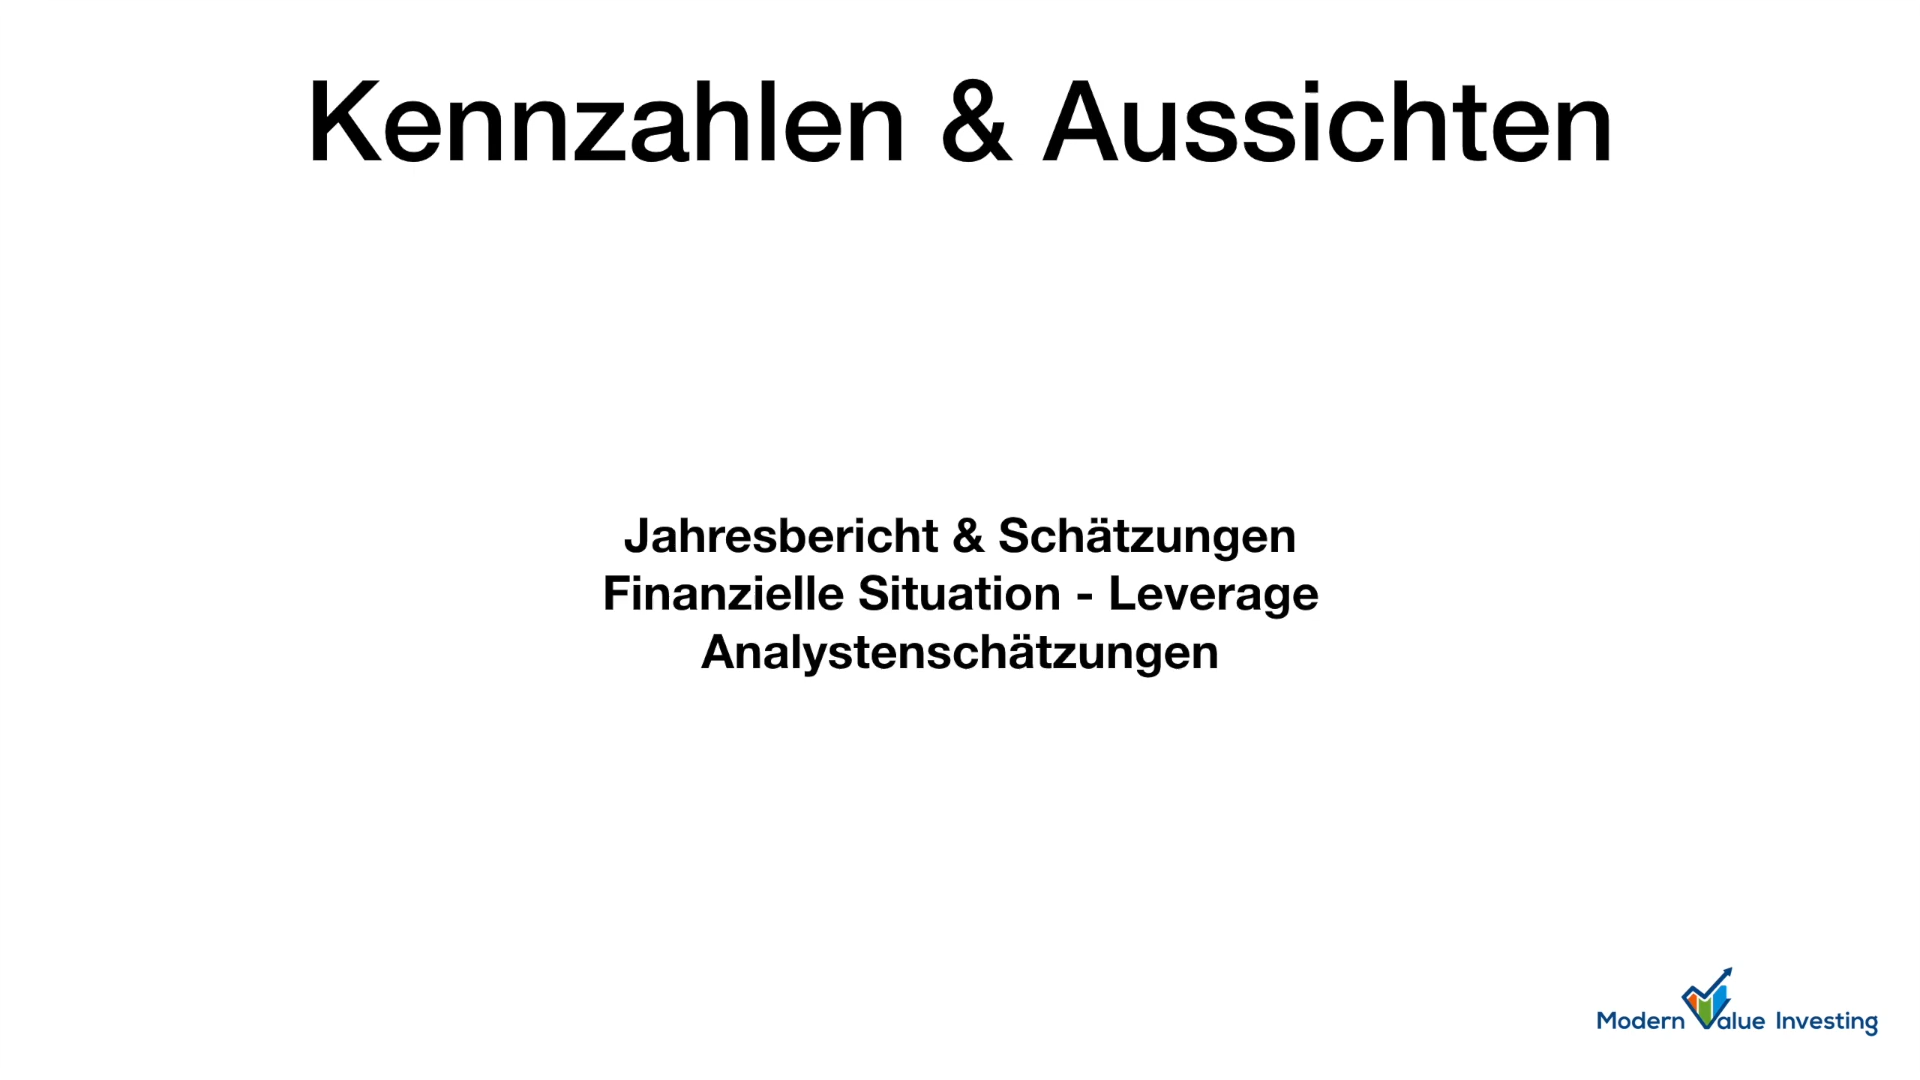 Kennzahlen & Aussichten
Jahresbericht & Schätzungen
Finanzielle Situation - Leverage
Analystenschätzungen
Modern Value Investing